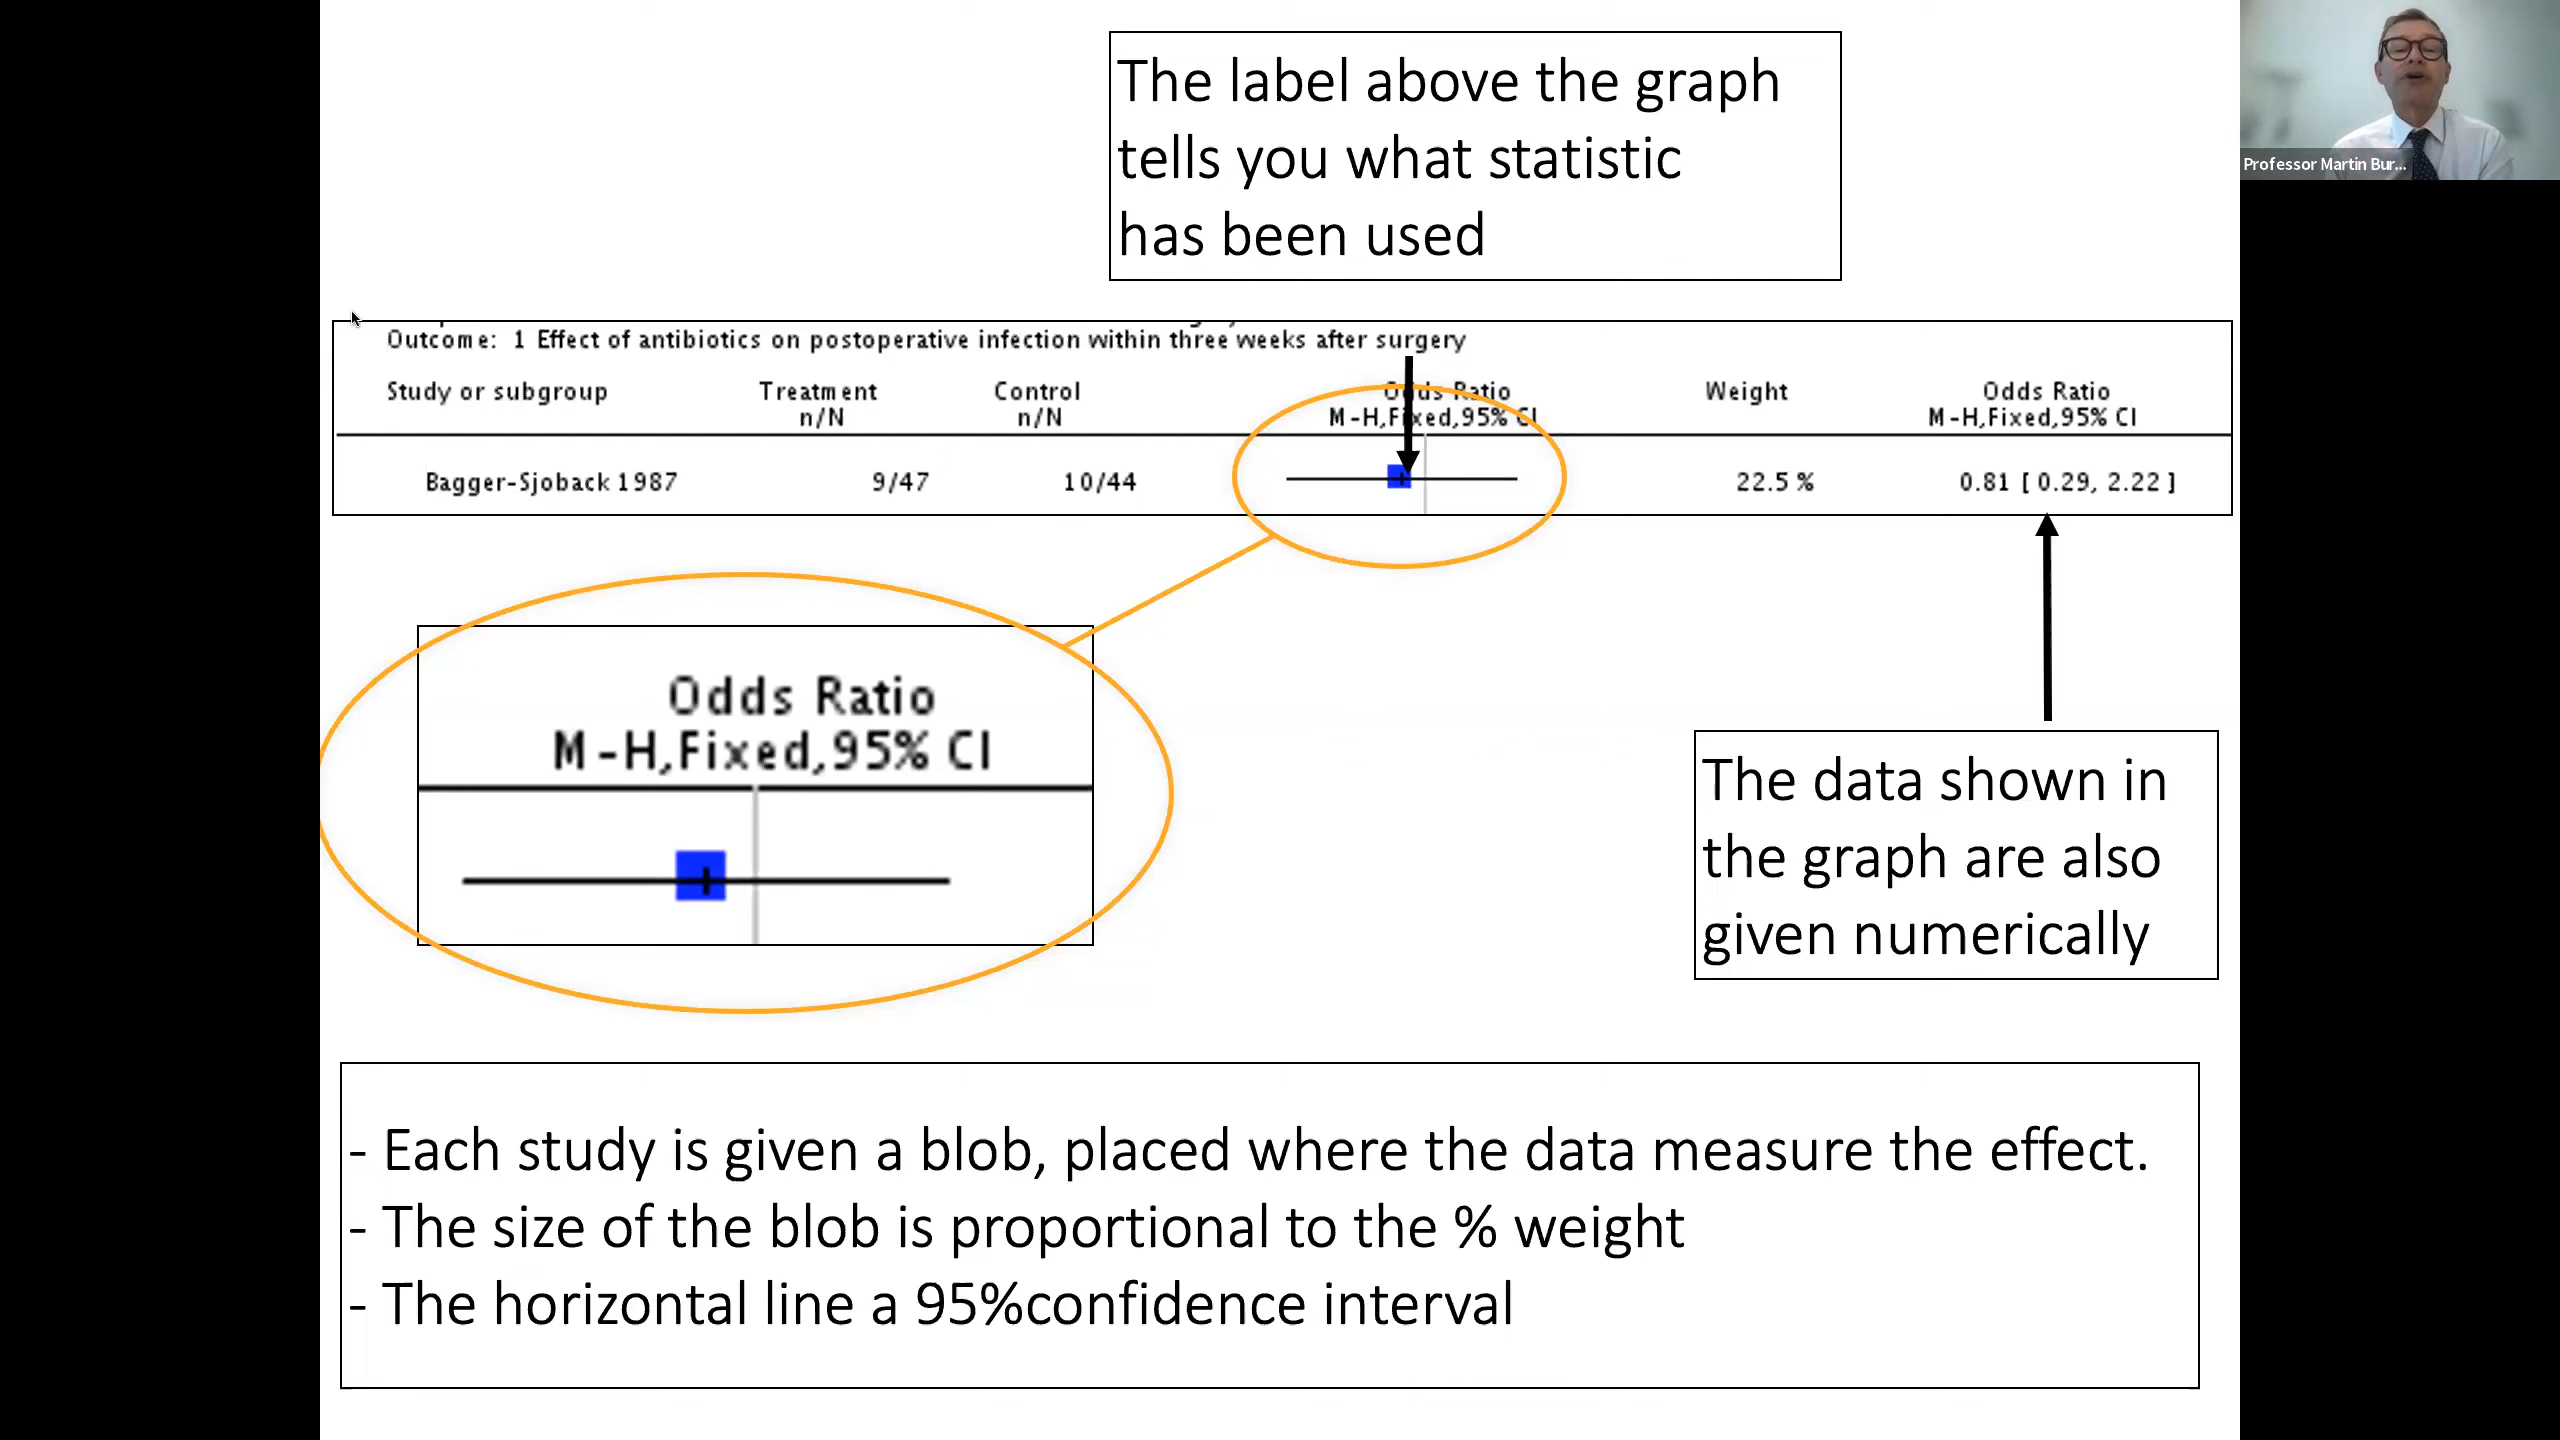 The label above the graph
tells you what statistic
has been used
Professor Martin Bur...
Outcome: 1 Effect of antibiotics on postoperative infection within three weeks after surgery
Study or subgroup Treatment Control Odds Ratio Weight Odds Ratio
n/N n/N M-H,Fixed,95% CI M-H,Fixed,95% CI
Bagger-Sjoback 1987 9/47 10/44 22.5 % 0.81 [ 0.29, 2.22 ]
Odds Ratio
M-H,Fixed,95% CI
The data shown in
the graph are also
given numerically
- Each study is given a blob, placed where the data measure the effect.
- The size of the blob is proportional to the % weight
- The horizontal line a 95%confidence interval